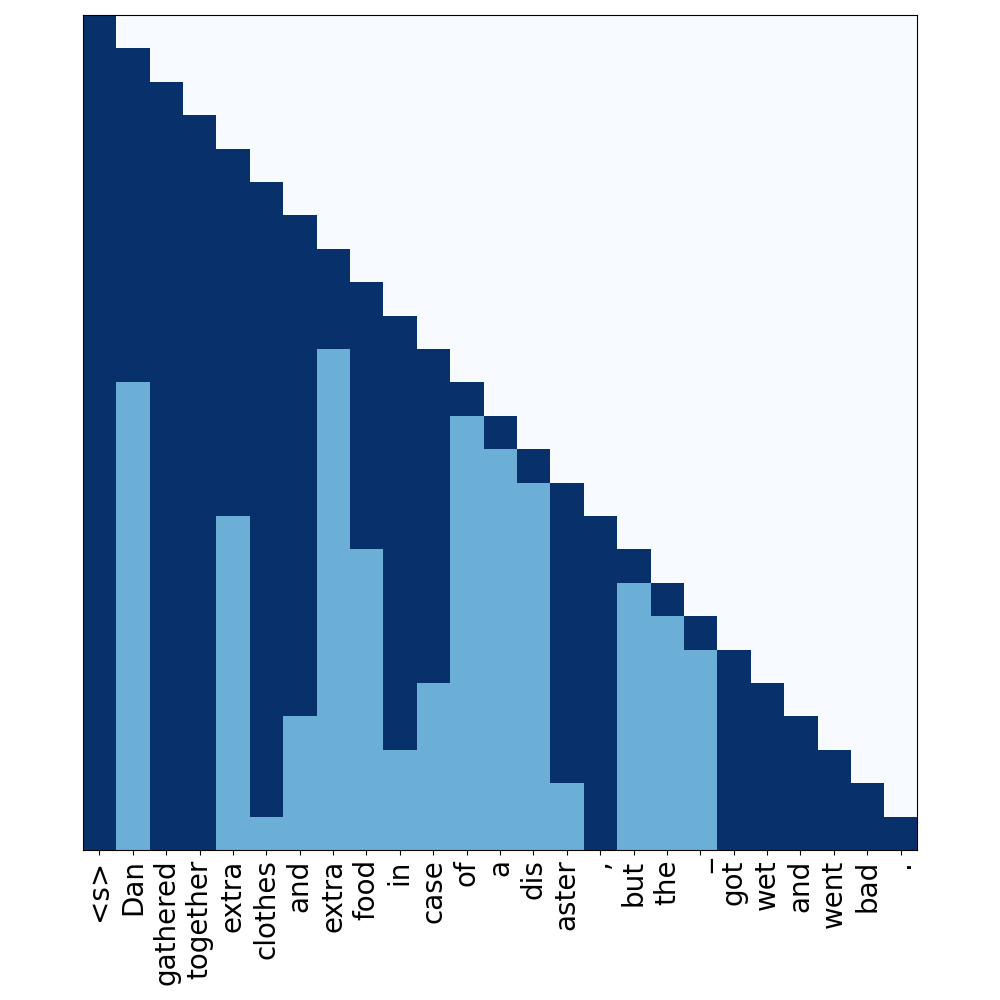 <s>
Dan
gathered
together
extra
clothes
and
extra
food
in
case
of
a
dis
aster
,
but
the
_
got
wet
and
went
bad
.